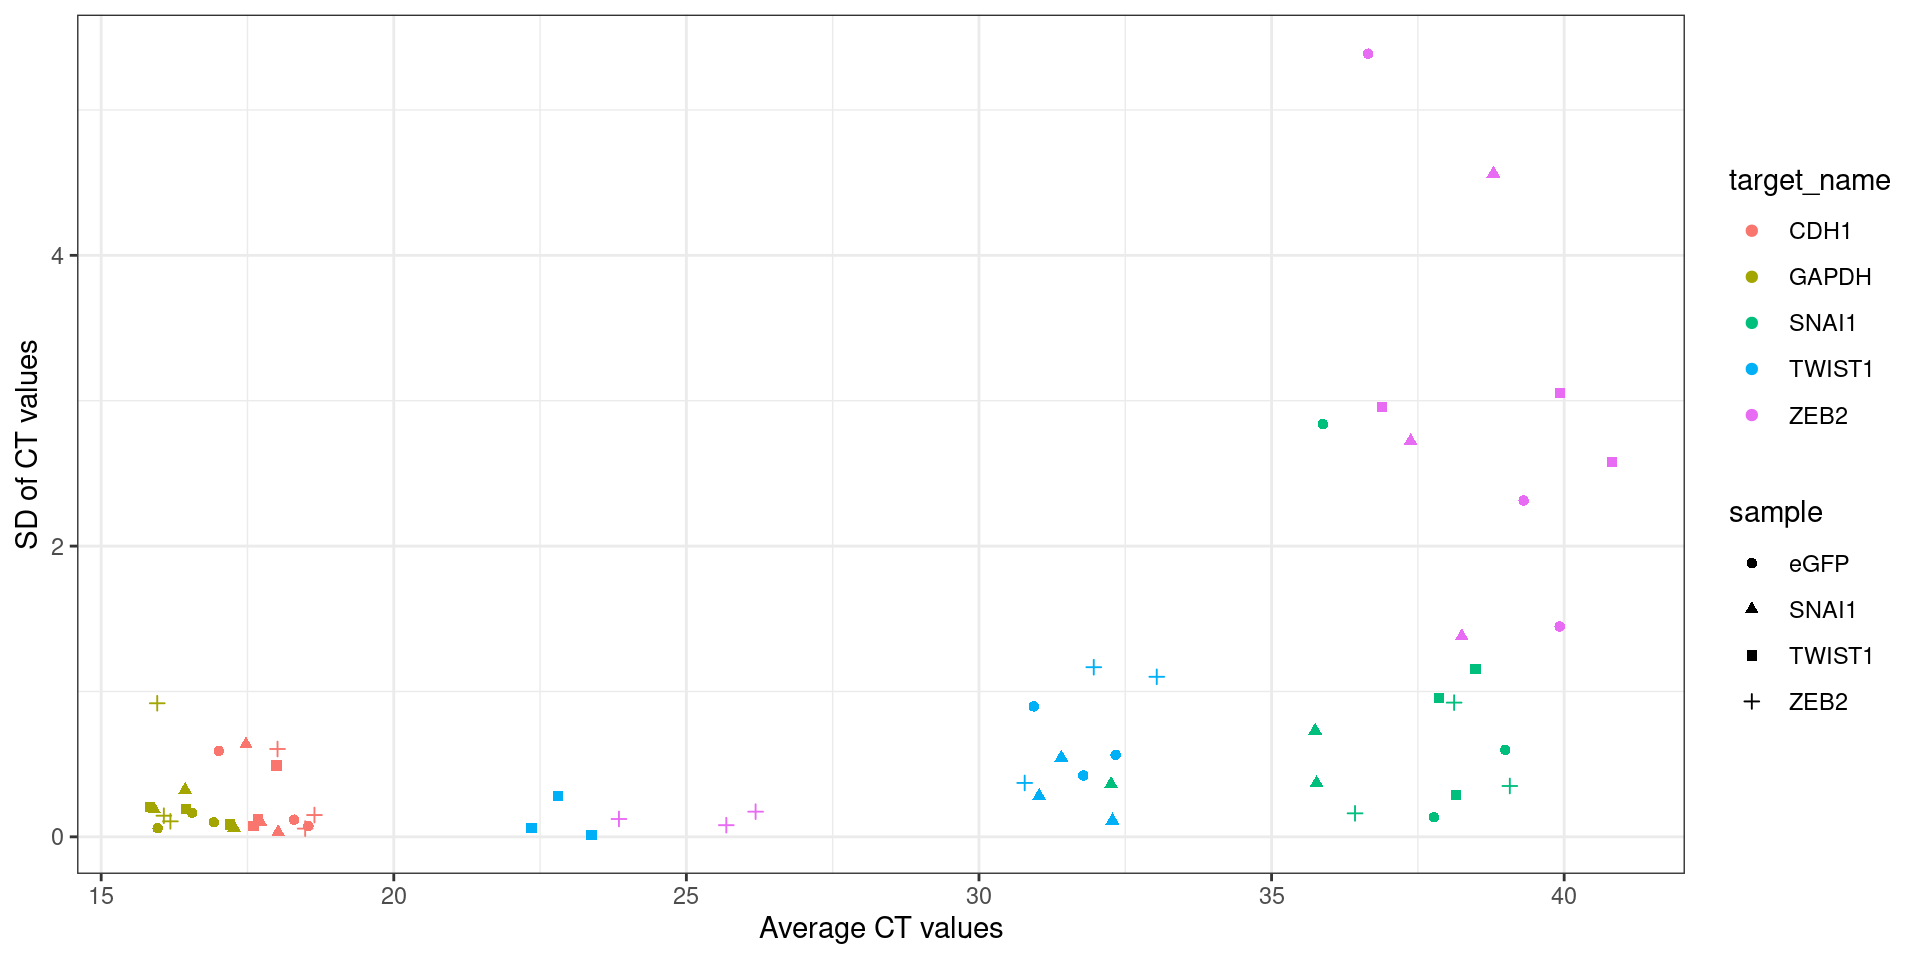 SD of CT values
4
2
0
15 20 25 30 35 40
Average CT values
target_name
CDH1
GAPDH
SNAI1
TWIST1
ZEB2
sample
eGFP
SNAI1
TWIST1
ZEB2